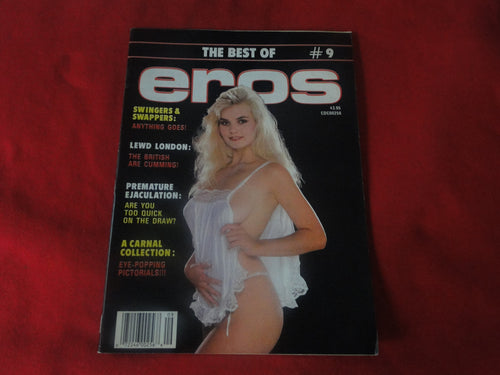 THE BEST OF #9
eros
SWINGERS &
SWAPPERS:
ANYTHING GOES!
LEWD LONDON:
THE BRITISH
ARE CUMMING!
PREMATURE
EJACULATION:
ARE YOU
TOO QUICK
ON THE DRAW?
A CARNAL
COLLECTION:
EYE-POPPING
PICTORIALS!!!